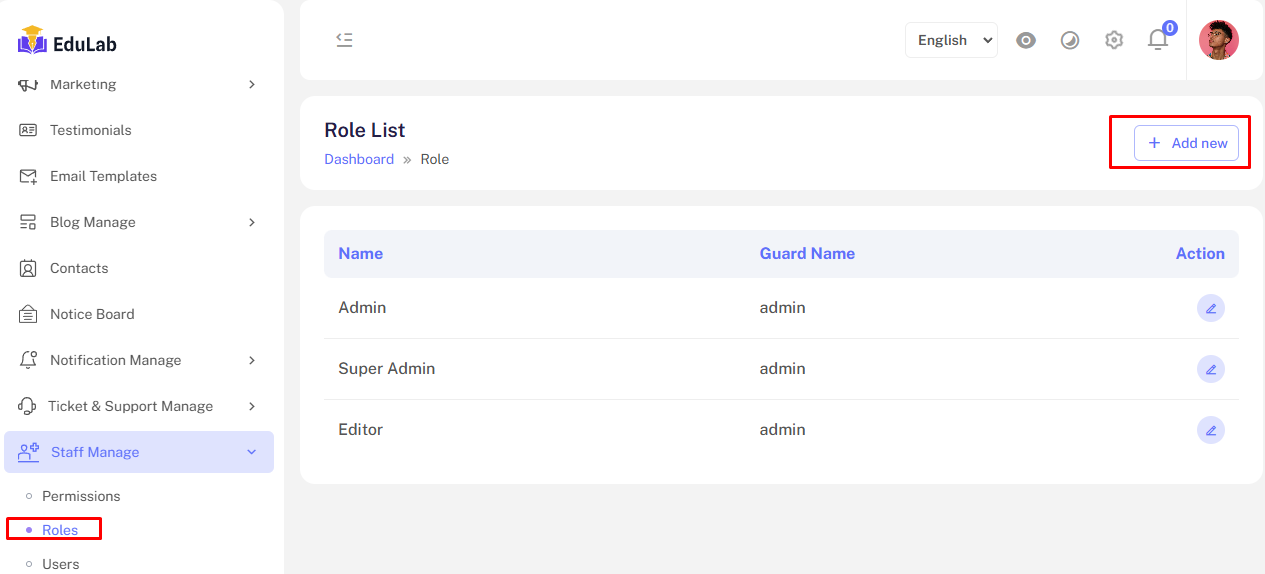 EduLab
Marketing
Testimonials
Email Templates
Blog Manage
Contacts
Notice Board
Notification Manage
Ticket & Support Manage
Staff Manage
Permissions
Roles
Users
English
0
Role List
Dashboard » Role
+ Add new
Name Guard Name Action
Admin admin
Super Admin admin
Editor admin